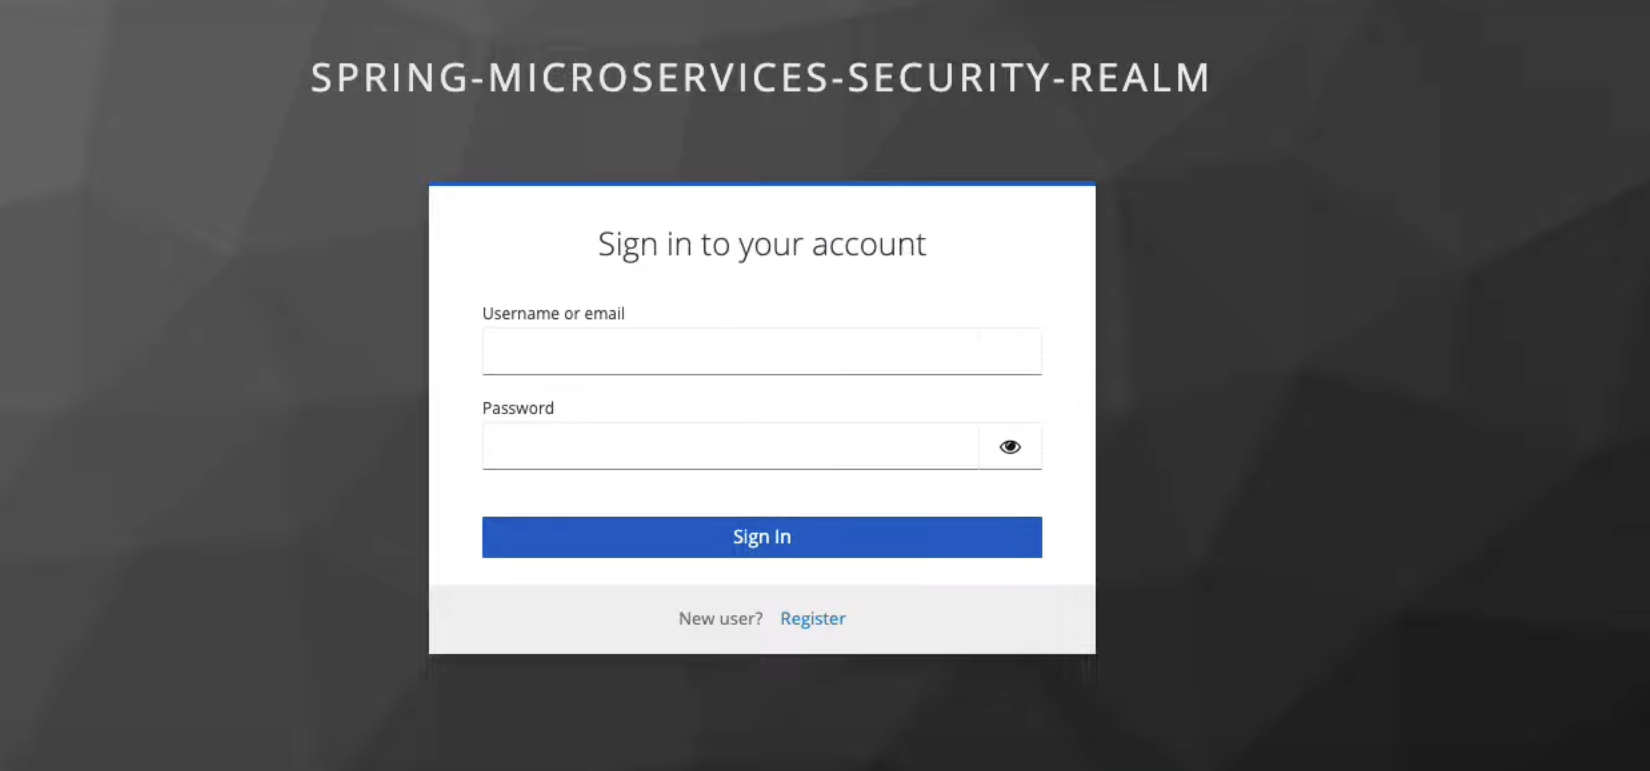 SPRING-MICROSERVICES-SECURITY-REALM
Sign in to your account
Username or email
Password
Sign In
New user? Register